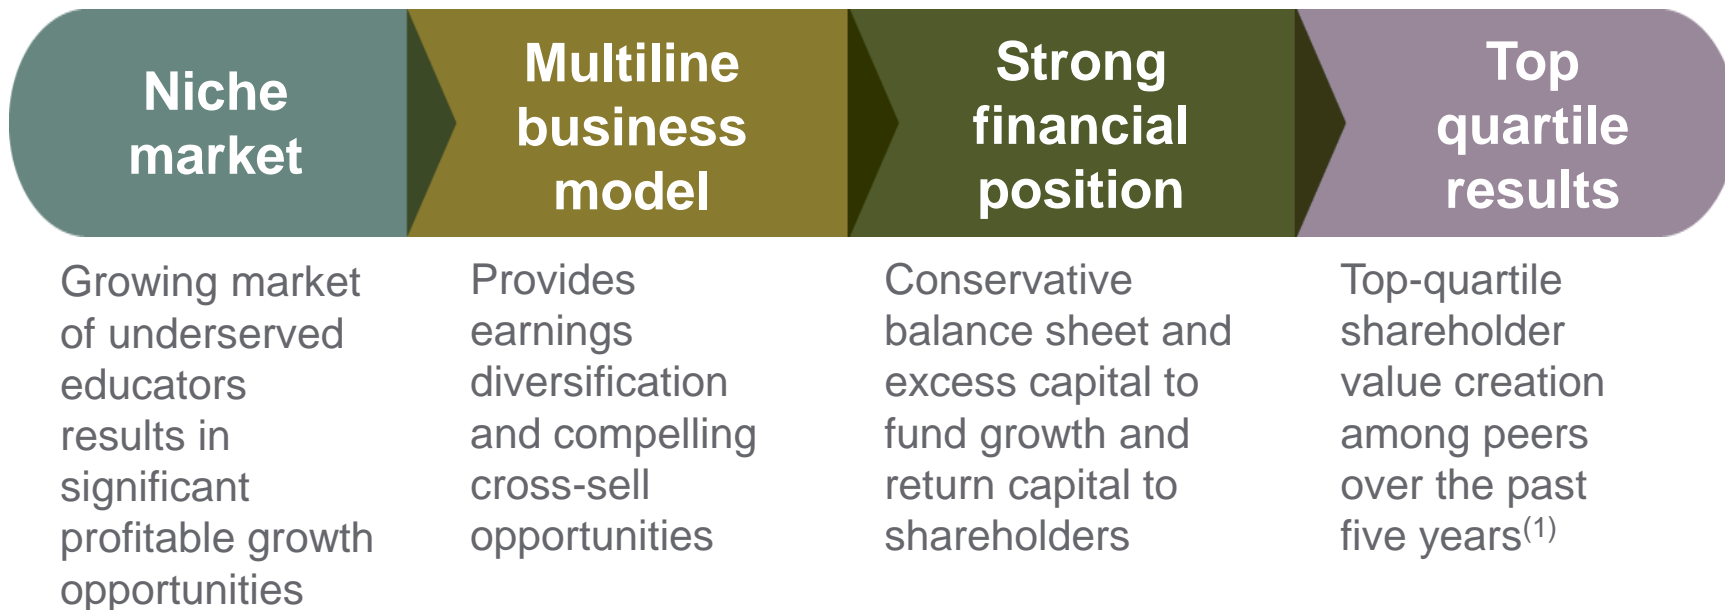 Niche
market
Growing market
of underserved
educators
results in
significant
profitable growth
opportunities
Multiline
business
model
Provides
earnings
diversification
and compelling
cross-sell
opportunities
Strong
financial
position
Conservative
balance sheet and
excess capital to
fund growth and
return capital to
shareholders
Top
quartile
results
Top-quartile
shareholder
value creation
among peers
over the past
five years(1)